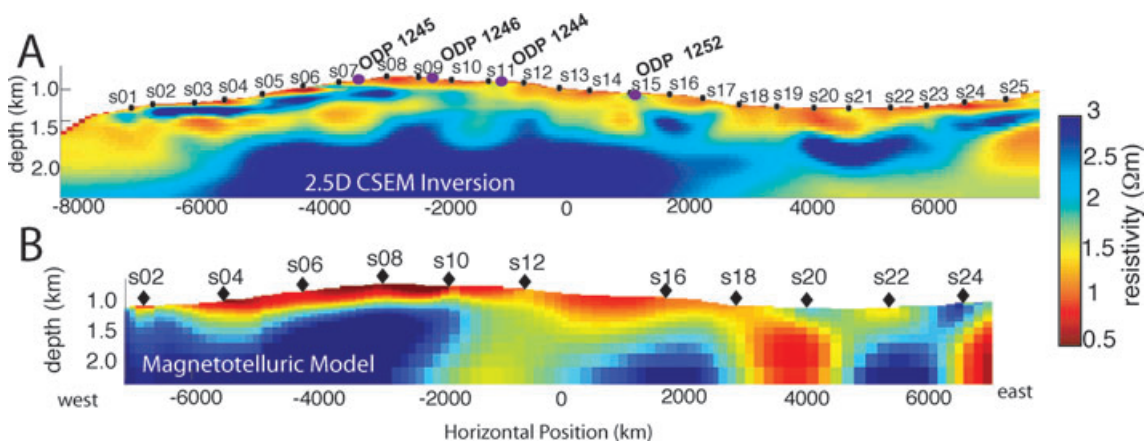 A
ODP 1245
ODP 1246
ODP 1244
ODP 1252
s01 s02 s03 s04 s05 s06 s07 s08 s09 s10 s11 s12 s13 s14 s15 s16 s17 s18 s19 s20 s21 s22 s23 s24 s25
depth (km)
1.0
1.5
2.0
2.5D CSEM Inversion
-8000 -6000 -4000 -2000 0 2000 4000 6000
B
s02 s04 s06 s08 s10 s12 s16 s18 s20 s22 s24
depth (km)
1.0
1.5
2.0
Magnetotelluric Model
west -6000 -4000 -2000 0 2000 4000 6000 east
Horizontal Position (km)
3
2.5
2
1.5
1
0.5
resistivity (Ωm)